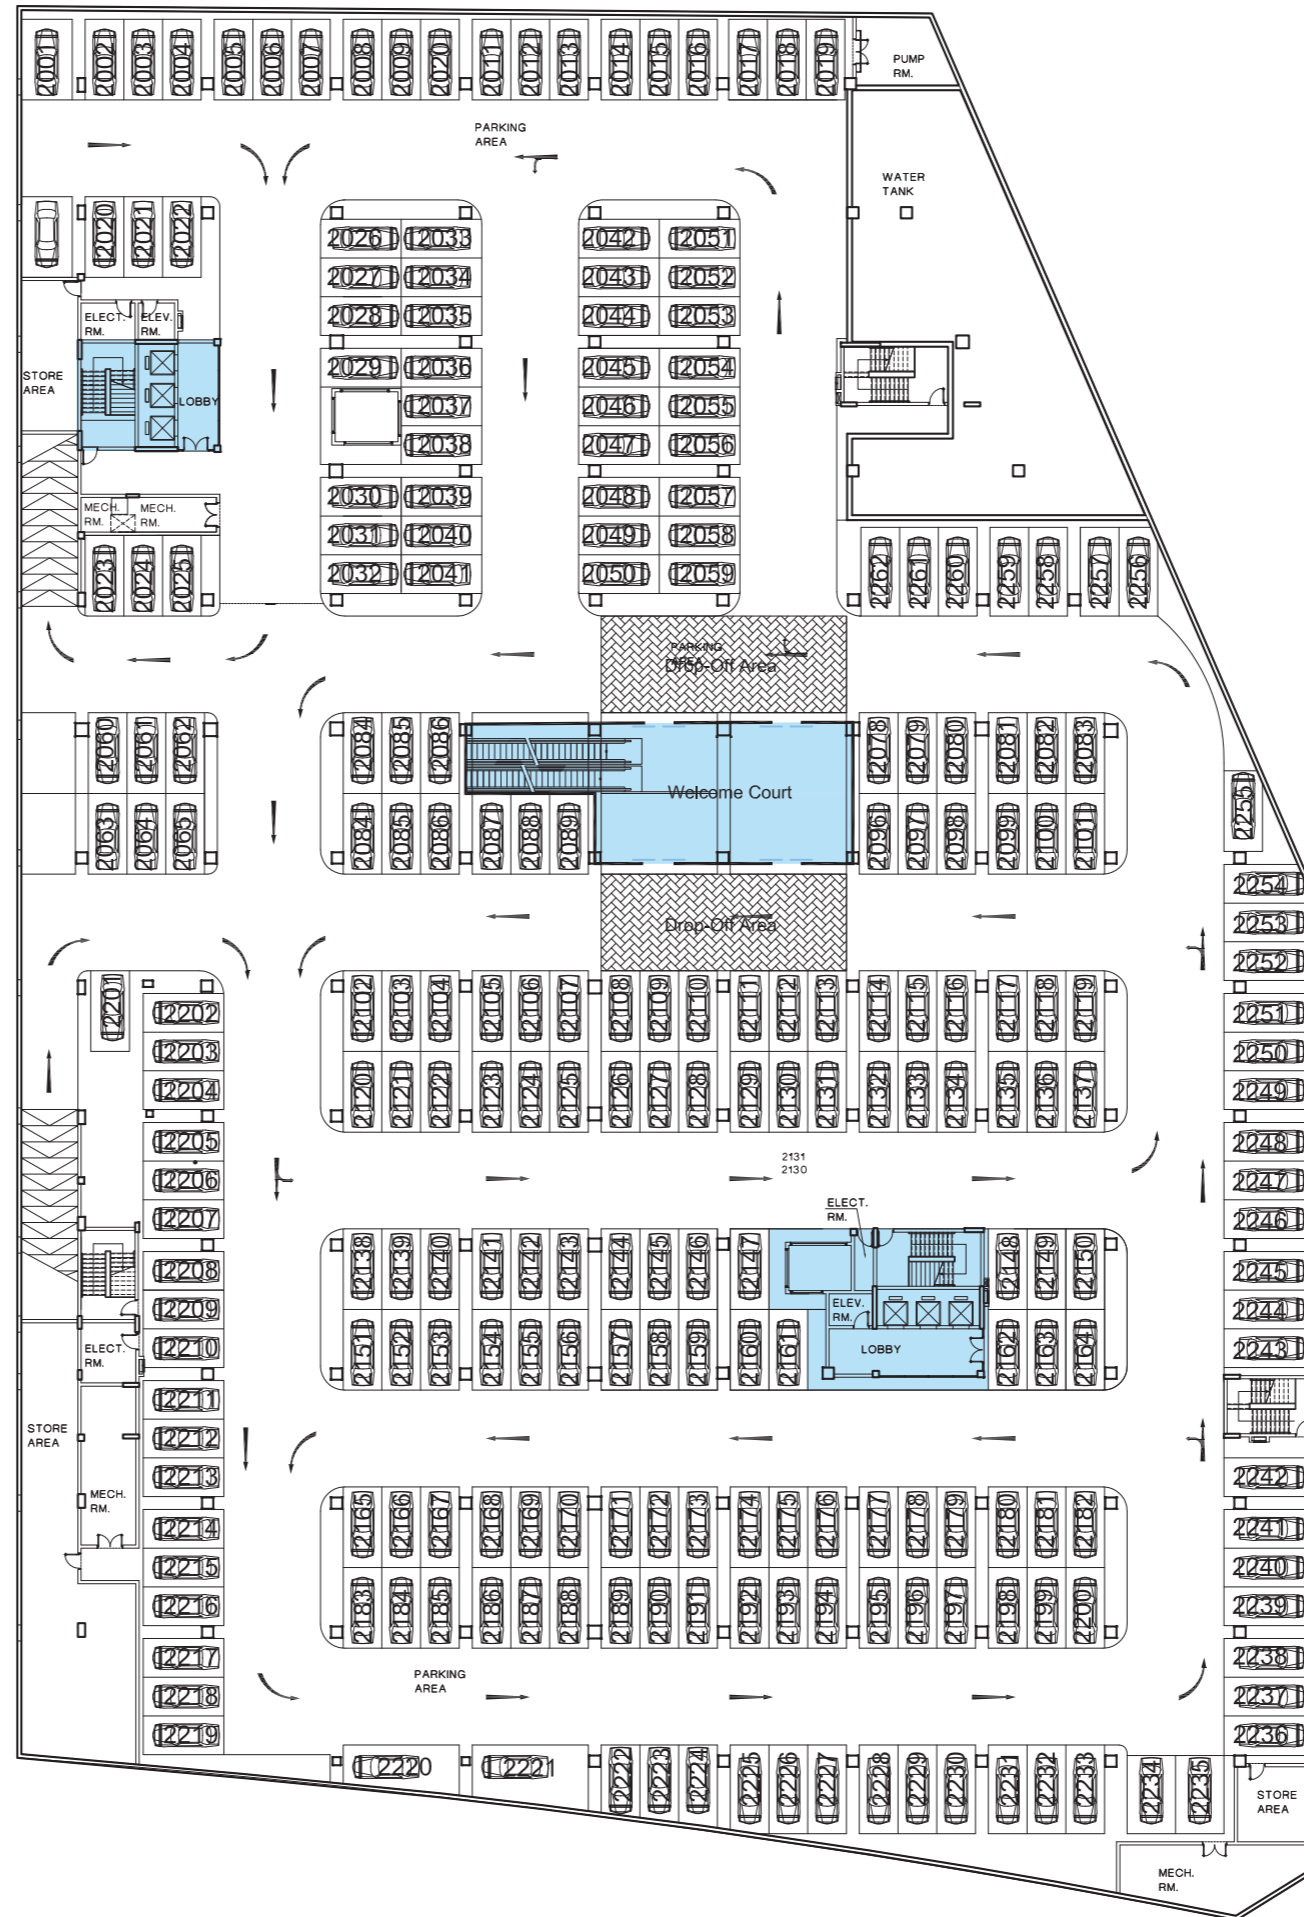 2001 2002 2003 2004 2005 2006 2007 2008 2009 2020 2011 2012 2013 2014 2015 2016 2017 2018 2019
PUMP
RM.
PARKING
AREA
WATER
TANK
2020 2021 2022
2026 2033 2042 2051
2027 2034 2043 2052
2028 2035 2044 2053
ELECT.
RM.
ELEV.
RM.
2029 2036 2045 2054
STORE
AREA
LOBBY
2037 2046 2055
2038 2047 2056
2030 2039 2048 2057
MECH.
RM.
MECH.
RM.
2031 2040 2049 2058
2032 2041 2050 2059
2023 2024 2025
2262 2261 2260 2259 2258 2257 2256
PARKING
AREA
Drop-Off Area
2060 2061 2062 2084 2085 2086 2078 2079 2080 2081 2082 2083
Welcome Court
2255
2063 2064 2065 2084 2085 2086 2087 2088 2089 2096 2097 2098 2099 2100 2101
2254
Drop-Off Area
2253
2252
2201
2102 2103 2104 2105 2106 2107 2108 2109 2110 2111 2112 2113 2114 2115 2116 2117 2118 2119
2202
2251
2203
2250
2204
2249
2120 2121 2122 2123 2124 2125 2126 2127 2128 2129 2130 2131 2132 2133 2134 2135 2136 2137
2205
2248
2131
2130
2206
2247
2207
2246
ELECT.
RM.
2138 2139 2140 2141 2142 2143 2144 2145 2146 2147 2148 2149 2150
2208
2245
2209
2244
ELEV.
RM.
2210
2243
ELECT.
RM.
LOBBY
2151 2152 2153 2154 2155 2156 2157 2158 2159 2160 2161 2162 2163 2164
2211
STORE
AREA
2212
2213
2242
MECH.
RM.
2165 2166 2167 2168 2169 2170 2171 2172 2173 2174 2175 2176 2177 2178 2179 2180 2181 2182
2214
2241
2215
2240
2216
2239
2183 2184 2185 2186 2187 2188 2189 2190 2191 2192 2193 2194 2195 2196 2197 2198 2199 2200
2217
2238
PARKING
AREA
2218
2237
2219
2236
2220 2221 2222 2223 2224 2225 2226 2227 2228 2229 2230 2231 2232 2233 2234 2235
STORE
AREA
MECH.
RM.